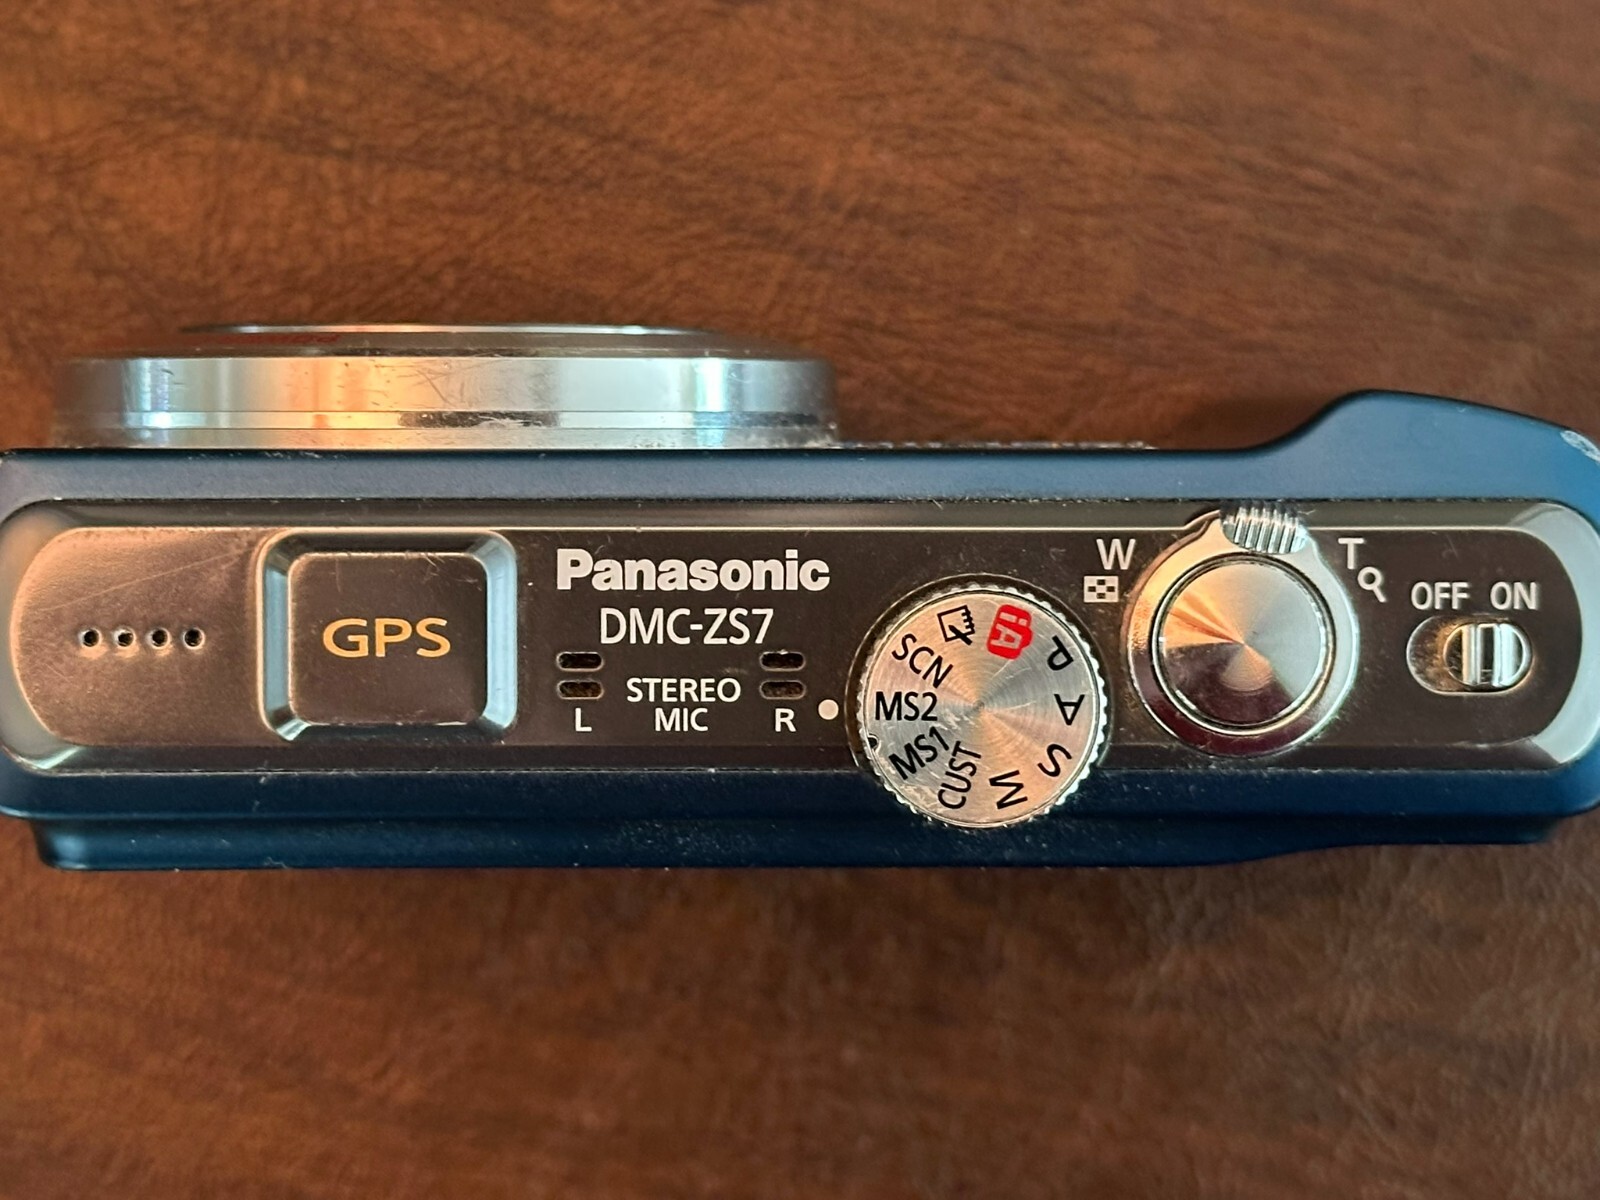 GPS
Panasonic
DMC-ZS7
STEREO
MIC
L
R
iA
P
A
S
M
CUST
MS1
MS2
SCN
W
T
OFF ON